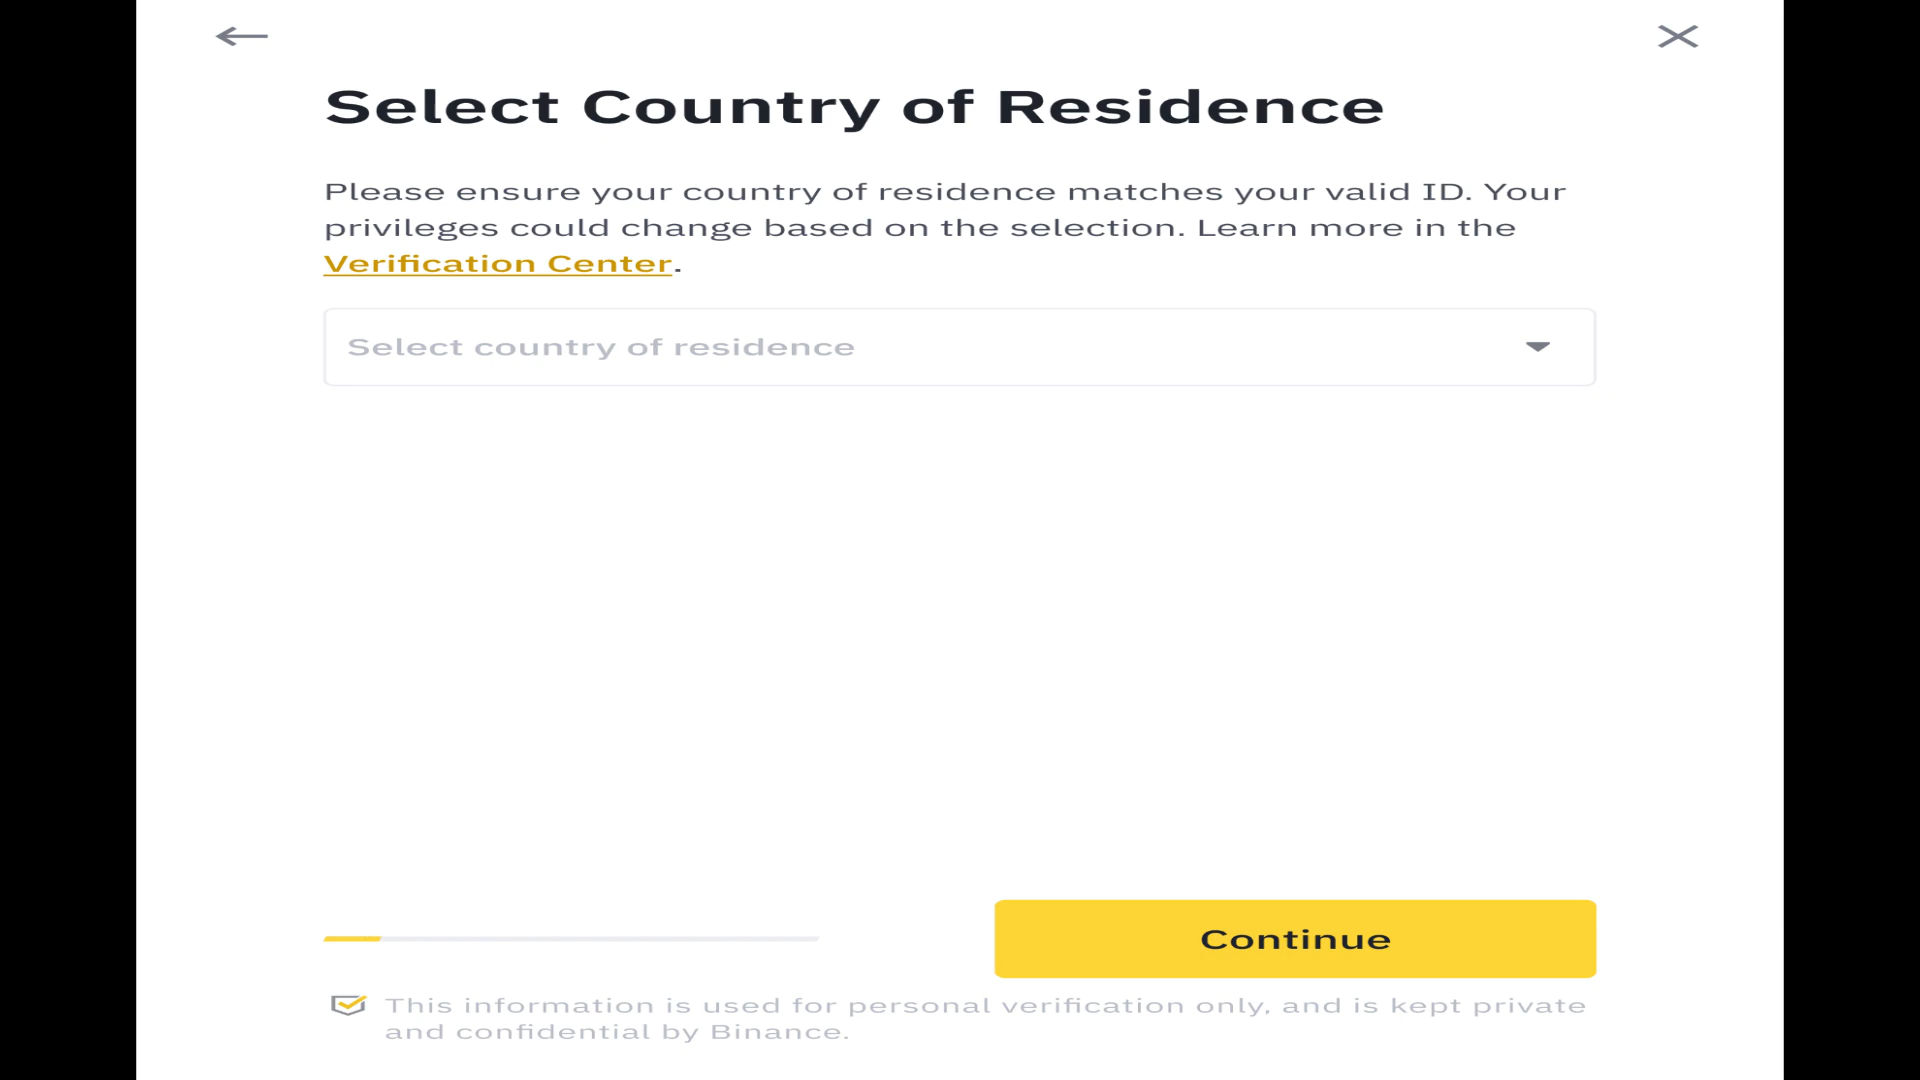 Select Country of Residence
Please ensure your country of residence matches your valid ID. Your
privileges could change based on the selection. Learn more in the
Verification Center.
Select country of residence
Continue
This information is used for personal verification only, and is kept private
and confidential by Binance.